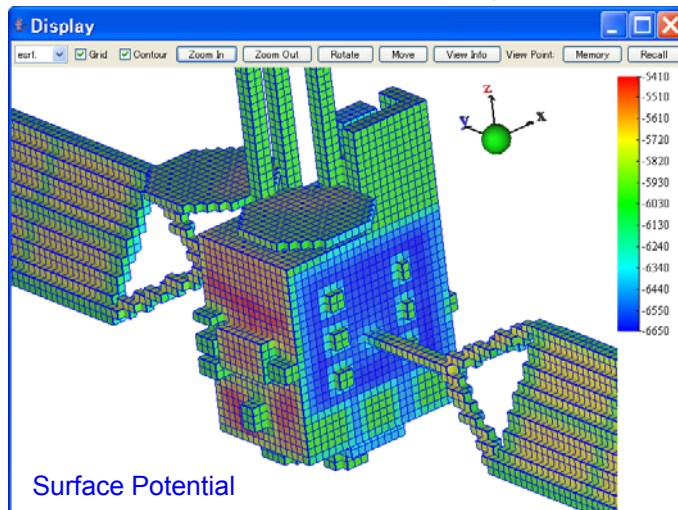 Display
esrf. Grid Contour Zoom In Zoom Out Rotate Move View Info View Point: Memory Recall
z
y
x
-5410
-5510
-5610
-5720
-5820
-5930
-6030
-6130
-6240
-6340
-6440
-6550
-6650
Surface Potential